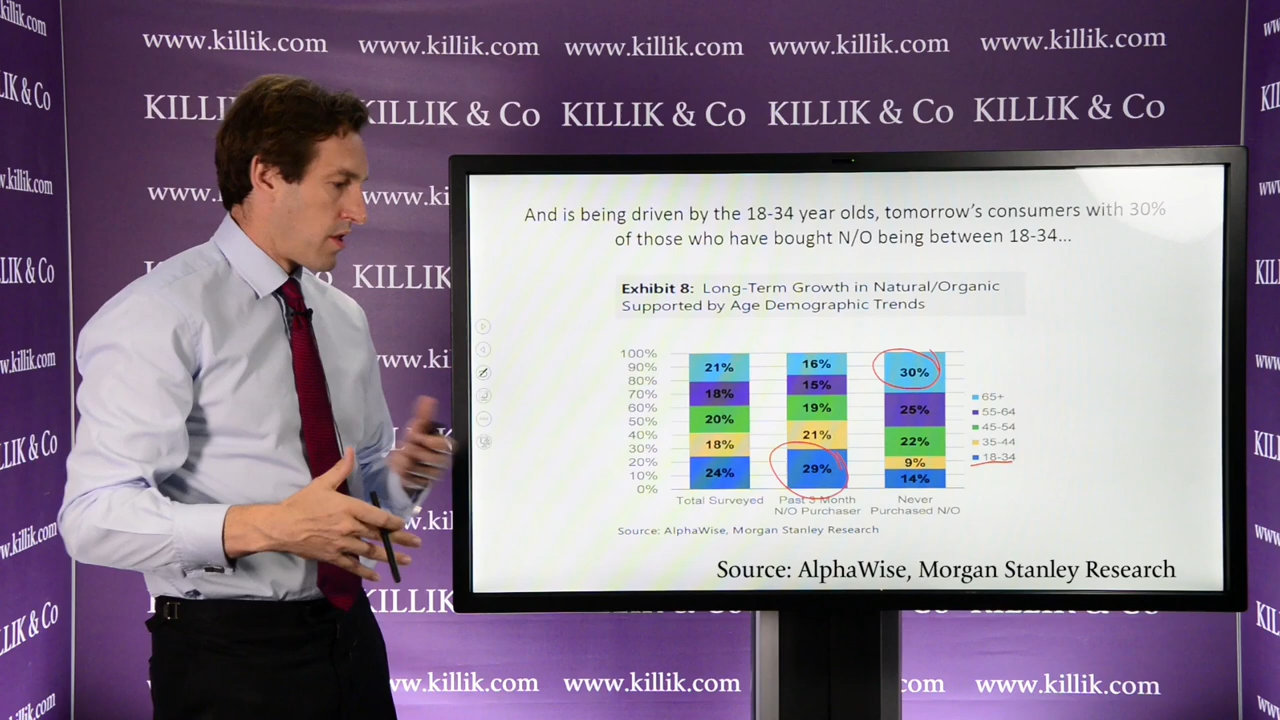 www.killik.com www.killik.com www.killik.com www.killik.com www.killik.com
killik.com
KILLIK & Co KILLIK & Co KILLIK & Co KILLIK & Co
And is being driven by the 18-34 year olds, tomorrow's consumers with 30%
of those who have bought N/O being between 18-34...
Exhibit 8: Long-Term Growth in Natural/Organic
Supported by Age Demographic Trends
100%
90%
80%
70%
60%
50%
40%
30%
20%
10%
0%
21%
18%
20%
18%
24%
16%
15%
19%
21%
29%
30%
25%
22%
9%
14%
65+
55-64
45-54
35-44
18-34
Total Surveyed
Past 3 Month
N/O Purchaser
Never
Purchased N/O
Source: AlphaWise, Morgan Stanley Research
Source: AlphaWise, Morgan Stanley Research
www.killik.com www.killik.com www.killik.com